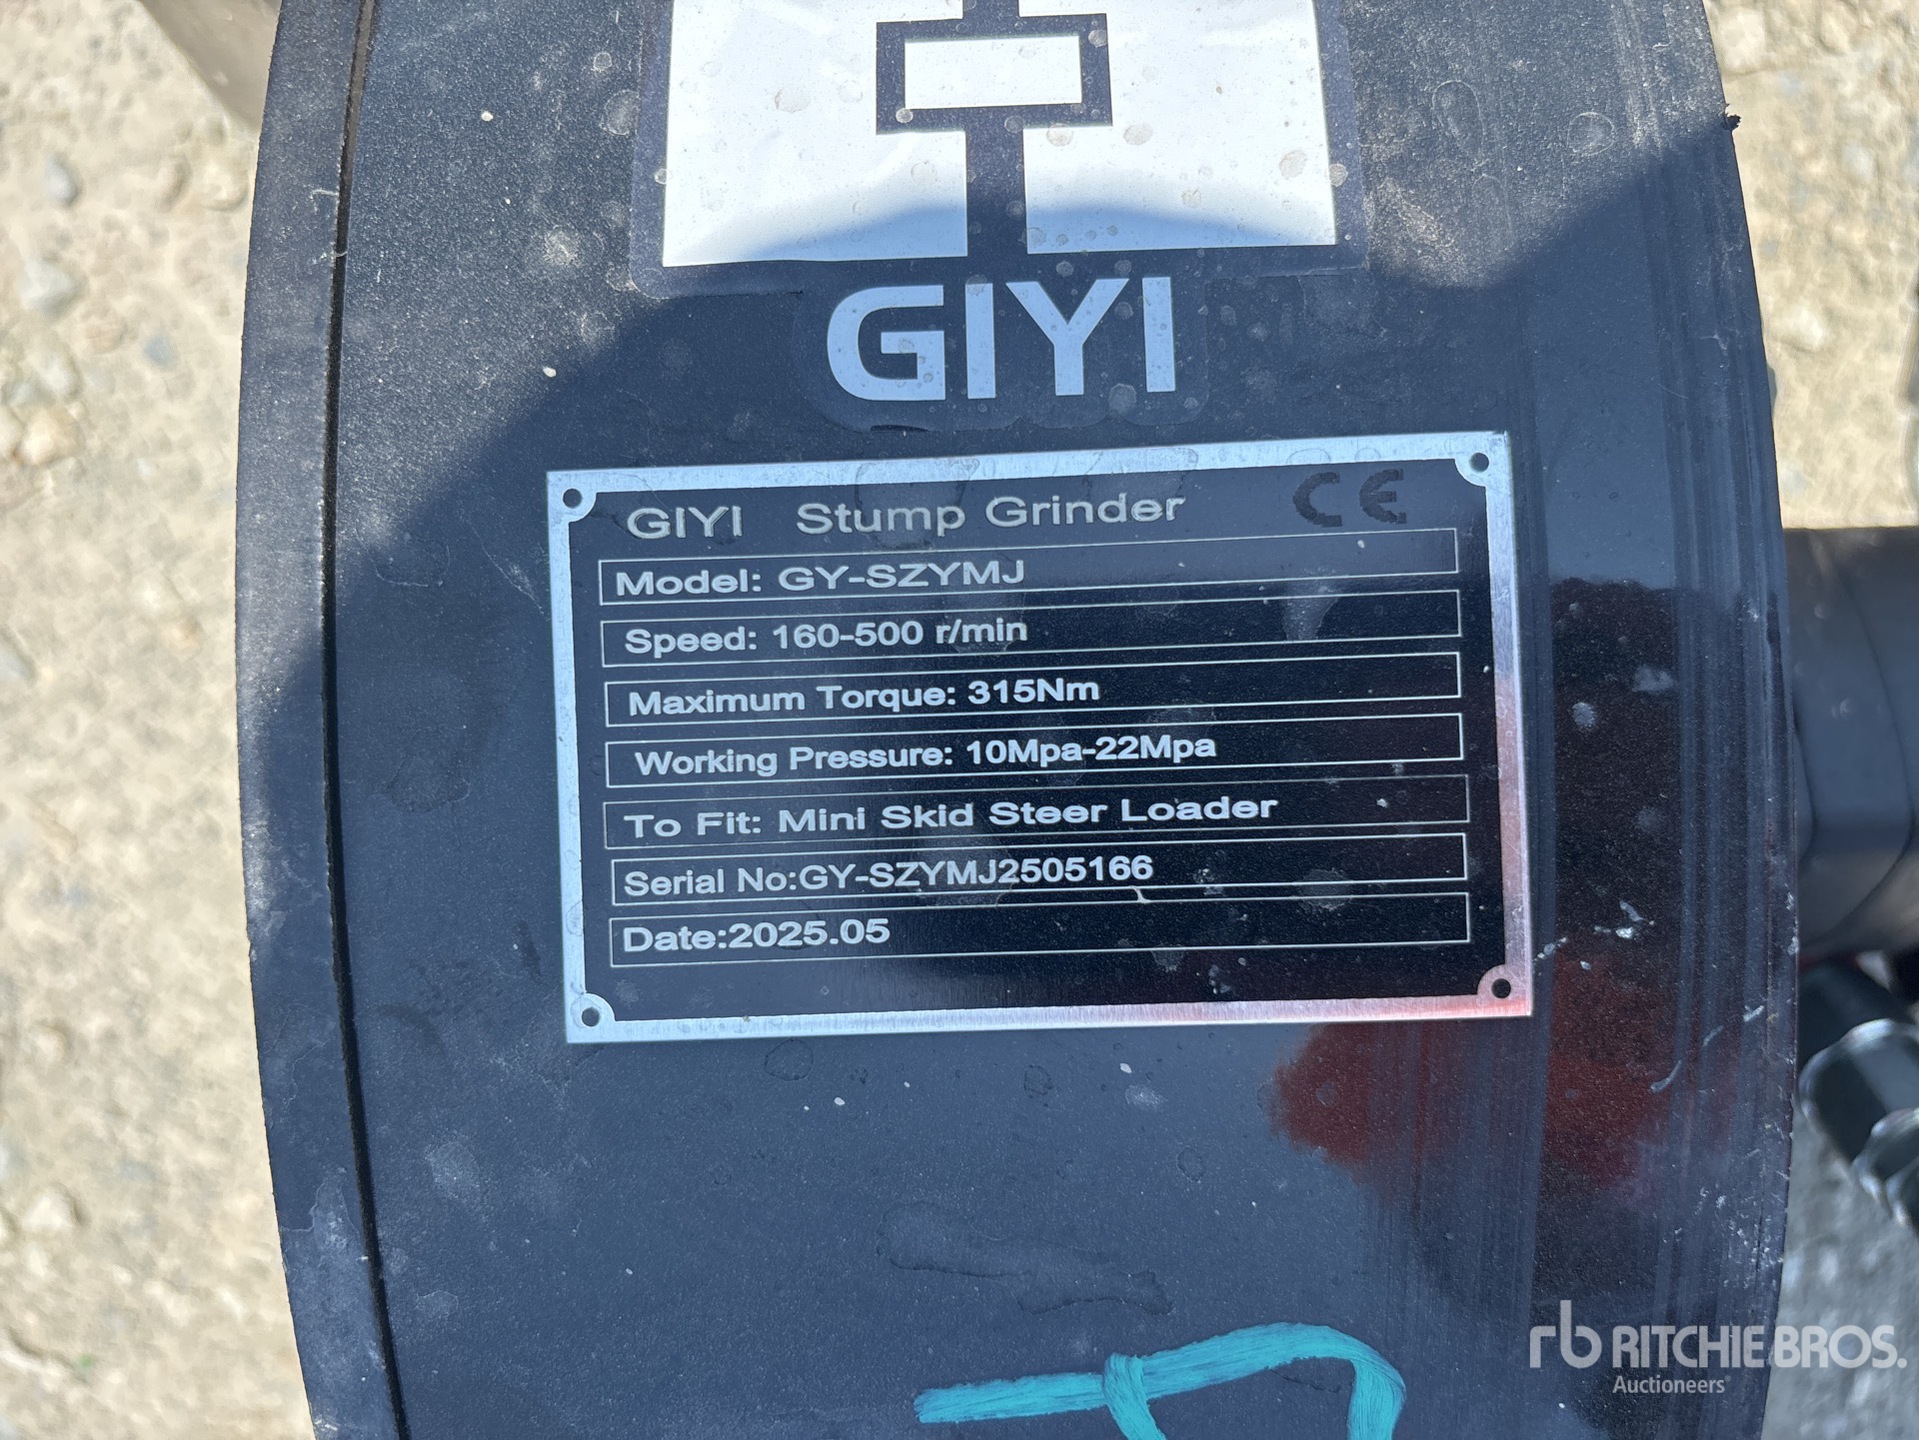 GIYI
GIYI Stump Grinder CE
Model: GY-SZYMJ
Speed: 160-500 r/min
Maximum Torque: 315Nm
Working Pressure: 10Mpa-22Mpa
To Fit: Mini Skid Steer Loader
Serial No:GY-SZYMJ2505166
Date:2025.05
rb RITCHIE BROS.
Auctioneers